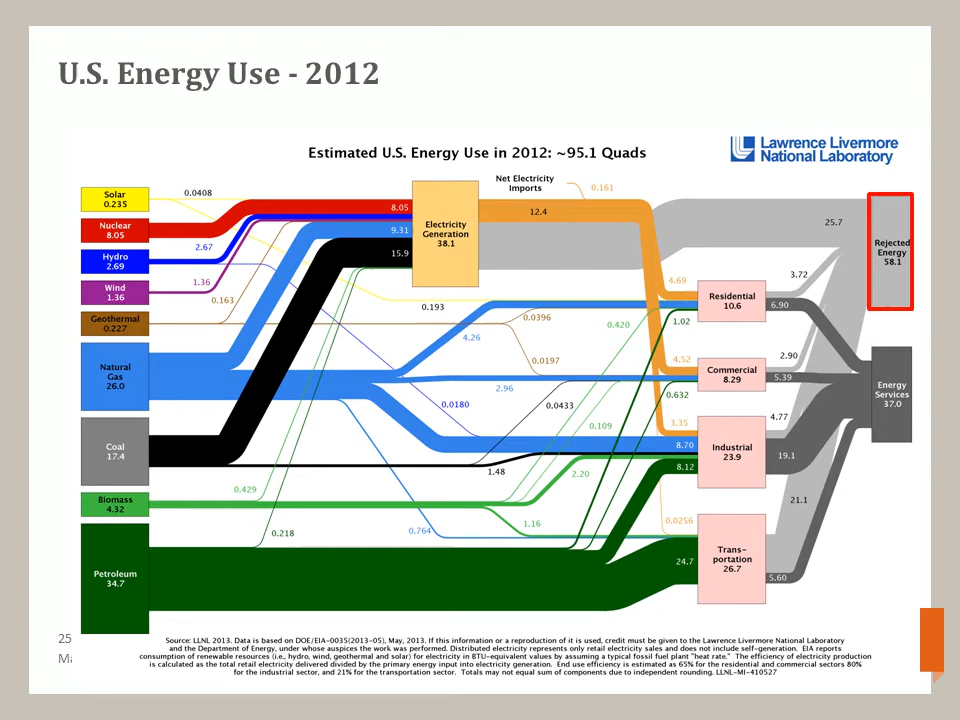 U.S. Energy Use - 2012
Estimated U.S. Energy Use in 2012: ~95.1 Quads
Lawrence Livermore
National Laboratory
Net Electricity
Imports
0.161
Solar
0.235
0.0408
Nuclear
8.05
8.05
Hydro
2.69
2.67
9.31
Wind
1.36
1.36
15.9
Geothermal
0.227
0.163
Electricity
Generation
38.1
12.4
25.7
Rejected
Energy
58.1
0.193
0.0396
0.420
4.69
Residential
10.6
3.72
6.90
1.02
Natural
Gas
26.0
4.26
0.0197
2.96
4.52
Commercial
8.29
2.90
5.39
0.632
Energy
Services
37.0
0.0180
0.0433
0.109
3.35
4.77
Coal
17.4
8.70
Industrial
23.9
19.1
8.12
1.48
2.20
Biomass
4.32
0.429
21.1
0.218
0.764
1.16
0.0256
Petroleum
34.7
24.7
Trans-
portation
26.7
5.60
25
Source: LLNL 2013. Data is based on DOE/EIA-0035(2013-05), May, 2013. If this information or a reproduction of it is used, credit must be given to the Lawrence Livermore National Laboratory
and the Department of Energy, under whose auspices the work was performed. Distributed electricity represents only retail electricity sales and does not include self-generation. EIA reports
consumption of renewable resources (i.e., hydro, wind, geothermal and solar) for electricity in BTU-equivalent values by assuming a typical fossil fuel plant "heat rate." The efficiency of electricity production
is calculated as the total retail electricity delivered divided by the primary energy input into electricity generation. End use efficiency is estimated as 65% for the residential and commercial sectors 80%
for the industrial sector, and 21% for the transportation sector. Totals may not equal sum of components due to independent rounding. LLNL-MI-410527